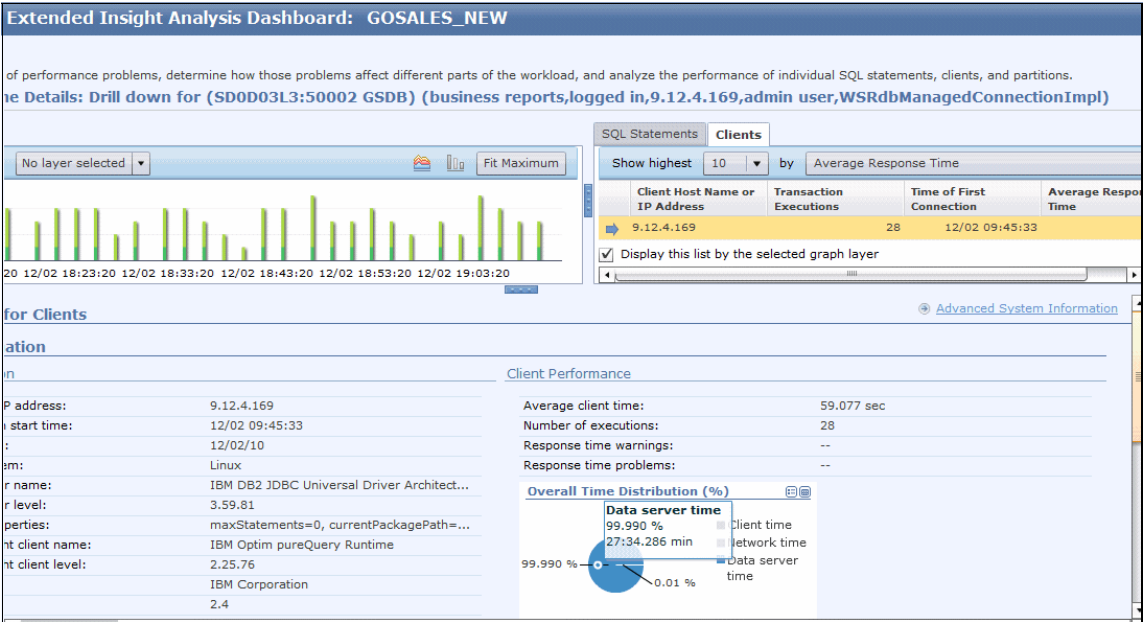 Extended Insight Analysis Dashboard: GOSALES_NEW
of performance problems, determine how those problems affect different parts of the workload, and analyze the performance of individual SQL statements, clients, and partitions.
ne Details: Drill down for (SD0D03L3:50002 GSDB) (business reports,logged in,9.12.4.169,admin user,WSRdbManagedConnectionImpl)
SQL Statements Clients
No layer selected Fit Maximum
Show highest 10 by Average Response Time
Client Host Name or IP Address Transaction Executions Time of First Connection Average Respon Time
9.12.4.169 28 12/02 09:45:33
Display this list by the selected graph layer
20 12/02 18:23:20 12/02 18:33:20 12/02 18:43:20 12/02 18:53:20 12/02 19:03:20
for Clients
Advanced System Information
ation
on
Client Performance
P address: 9.12.4.169
Average client time: 59.077 sec
n start time: 12/02 09:45:33
Number of executions: 28
: 12/02/10
Response time warnings: --
em: Linux
Response time problems: --
r name: IBM DB2 JDBC Universal Driver Architect...
r level: 3.59.81
perties: maxStatements=0, currentPackagePath=...
nt client name: IBM Optim pureQuery Runtime
nt client level: 2.25.76
IBM Corporation
2.4
Overall Time Distribution (%)
Data server time
99.990 %
27:34.286 min
Client time
Network time
Data server time
99.990 %
0.01 %